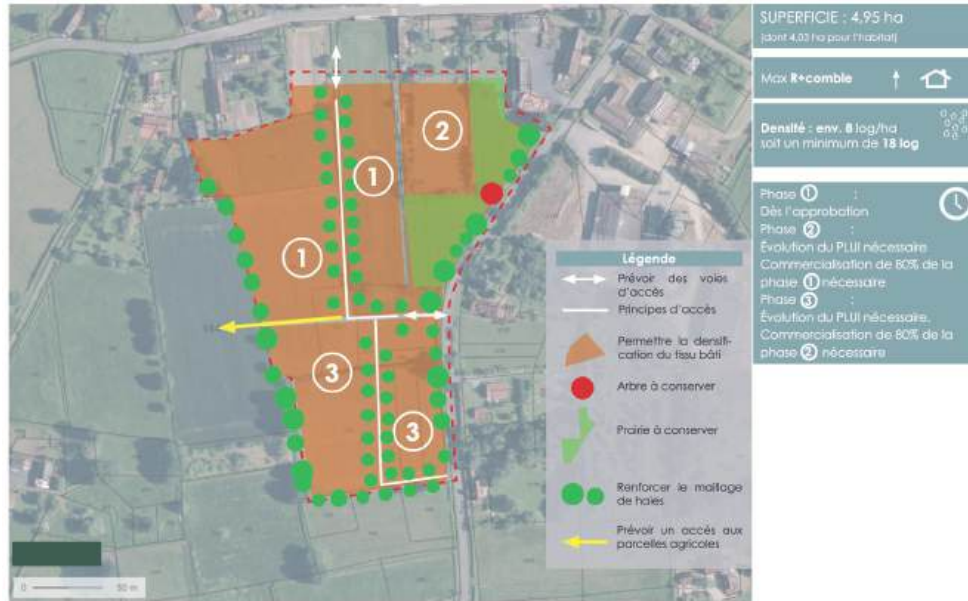 SUPERFICIE : 4,95 ha
(dont 4,03 ha pour l'habitat)
Max R+comble
Densité : env. 8 log/ha
soit un minimum de 18 log
Phase 1 :
Dès l'approbation
Phase 2 :
Évolution du PLUI nécessaire
Commercialisation de 80% de la
phase 1 nécessaire
Phase 3 :
Évolution du PLUI nécessaire.
Commercialisation de 80% de la
phase 2 nécessaire
2
1
1
3
3
Légende
Prévoir des voies
d'accès
Principes d'accès
Permettre la densifi-
cation du tissu bâti
Arbre à conserver
Prairie à conserver
Renforcer le maillage
de haies
Prévoir un accès aux
parcelles agricoles
0 50 m